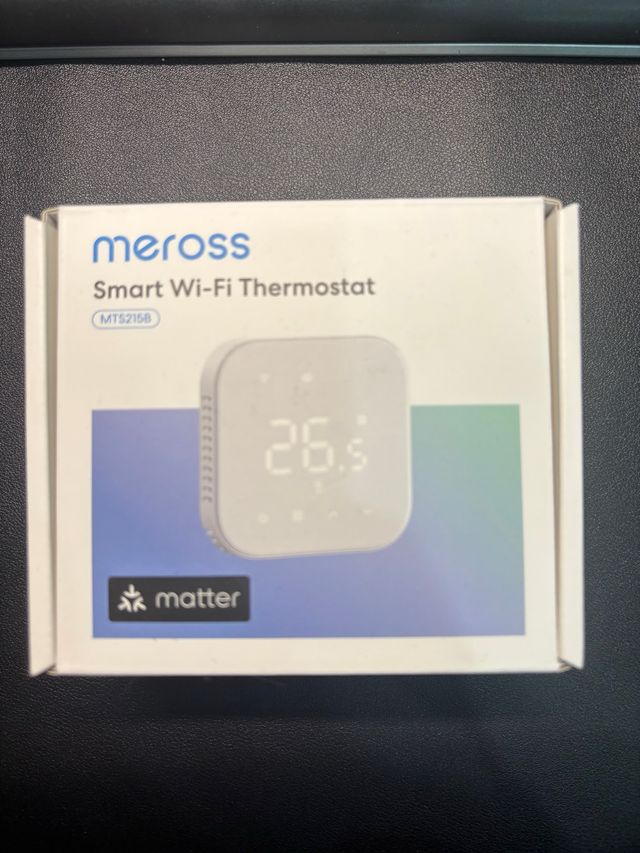 meross
Smart Wi-Fi Thermostat
MTS215B
26.5
matter